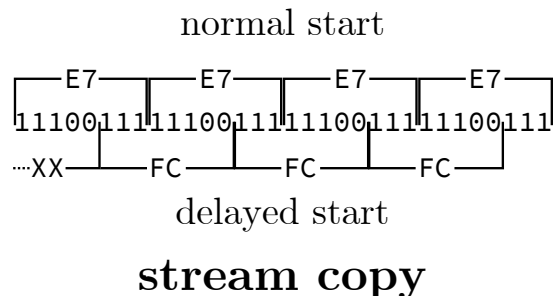 normal start
E7 E7 E7 E7
11100111111001111110011111100111
XX FC FC FC
delayed start
stream copy